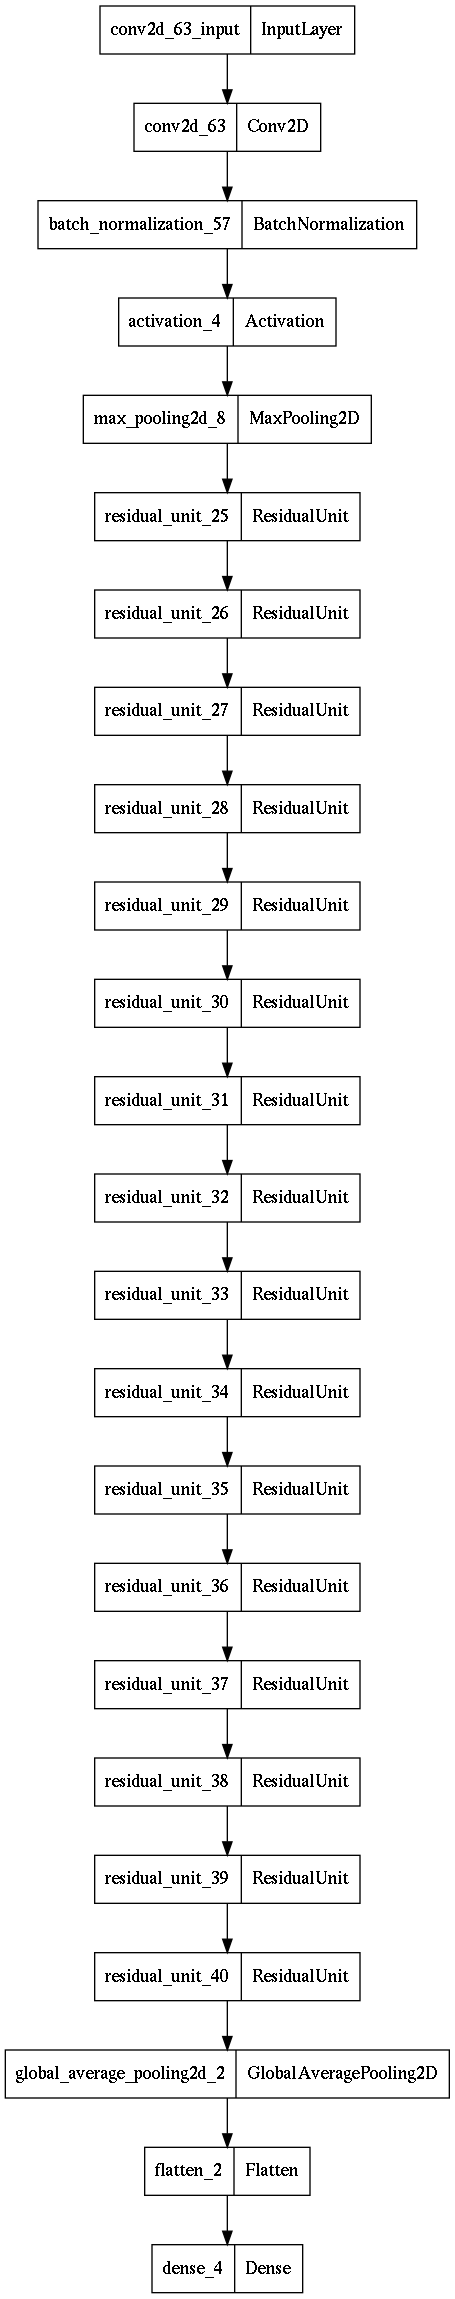 conv2d_63_input InputLayer
conv2d_63 Conv2D
batch_normalization_57 BatchNormalization
activation_4 Activation
max_pooling2d_8 MaxPooling2D
residual_unit_25 ResidualUnit
residual_unit_26 ResidualUnit
residual_unit_27 ResidualUnit
residual_unit_28 ResidualUnit
residual_unit_29 ResidualUnit
residual_unit_30 ResidualUnit
residual_unit_31 ResidualUnit
residual_unit_32 ResidualUnit
residual_unit_33 ResidualUnit
residual_unit_34 ResidualUnit
residual_unit_35 ResidualUnit
residual_unit_36 ResidualUnit
residual_unit_37 ResidualUnit
residual_unit_38 ResidualUnit
residual_unit_39 ResidualUnit
residual_unit_40 ResidualUnit
global_average_pooling2d_2 GlobalAveragePooling2D
flatten_2 Flatten
dense_4 Dense